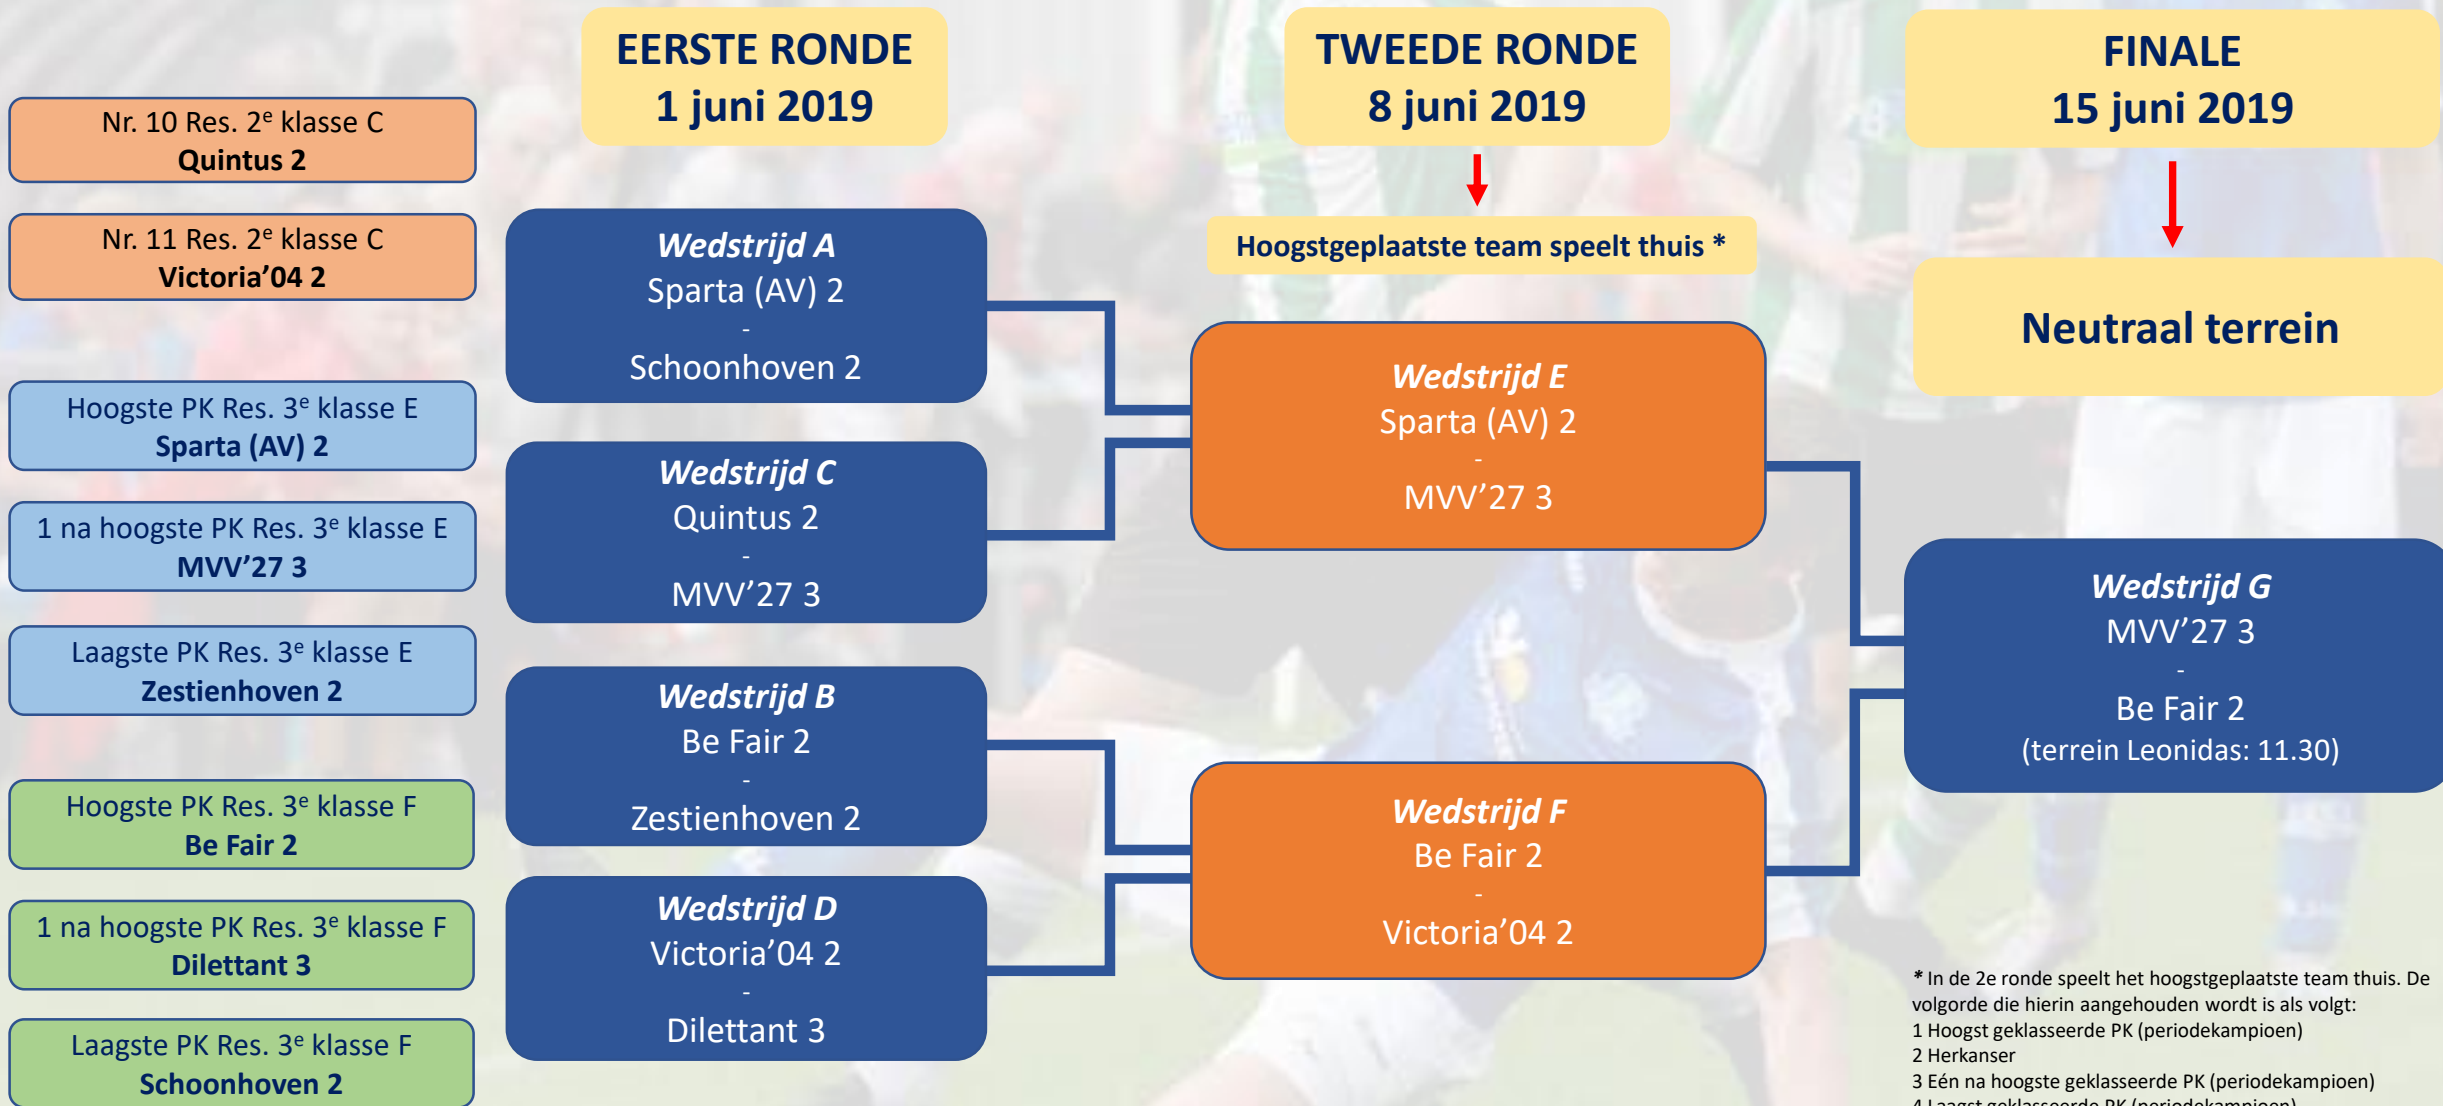 EERSTE RONDE
1 juni 2019
TWEEDE RONDE
8 juni 2019
FINALE
15 juni 2019
Hoogstgeplaatste team speelt thuis *
Neutraal terrein
Nr. 10 Res. 2e klasse C
Quintus 2
Nr. 11 Res. 2e klasse C
Victoria’04 2
Hoogste PK Res. 3e klasse E
Sparta (AV) 2
1 na hoogste PK Res. 3e klasse E
MVV’27 3
Laagste PK Res. 3e klasse E
Zestienhoven 2
Hoogste PK Res. 3e klasse F
Be Fair 2
1 na hoogste PK Res. 3e klasse F
Dilettant 3
Laagste PK Res. 3e klasse F
Schoonhoven 2
Wedstrijd A
Sparta (AV) 2
-
Schoonhoven 2
Wedstrijd C
Quintus 2
-
MVV’27 3
Wedstrijd B
Be Fair 2
-
Zestienhoven 2
Wedstrijd D
Victoria’04 2
-
Dilettant 3
Wedstrijd E
Sparta (AV) 2
-
MVV’27 3
Wedstrijd F
Be Fair 2
-
Victoria’04 2
Wedstrijd G
MVV’27 3
-
Be Fair 2
(terrein Leonidas: 11.30)
* In de 2e ronde speelt het hoogstgeplaatste team thuis. De
volgorde die hierin aangehouden wordt is als volgt:
1 Hoogst geklasseerde PK (periodekampioen)
2 Herkanser
3 Eén na hoogste geklasseerde PK (periodekampioen)
4 Laagst geklasseerde PK (periodekampioen)